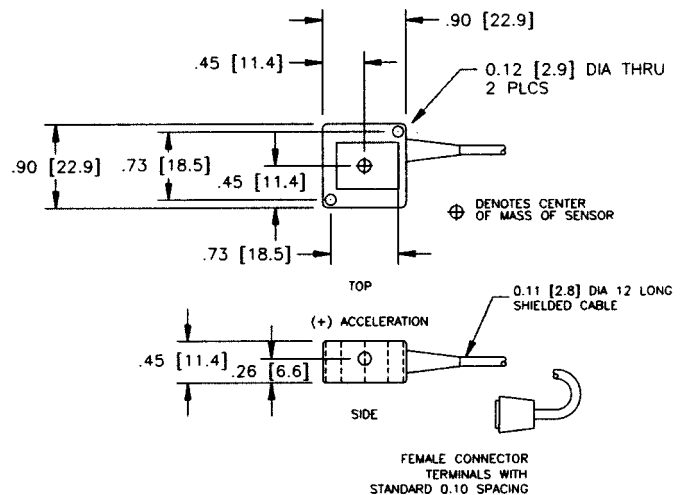 .90 [22.9]
.45 [11.4]
0.12 [2.9] DIA THRU
2 PLCS
.90 [22.9]
.73 [18.5]
.45 [11.4]
DENOTES CENTER
OF MASS OF SENSOR
.73 [18.5]
TOP
0.11 [2.8] DIA 12 LONG
SHIELDED CABLE
(+) ACCELERATION
.45 [11.4]
.26 [6.6]
SIDE
FEMALE CONNECTOR
TERMINALS WITH
STANDARD 0.10 SPACING